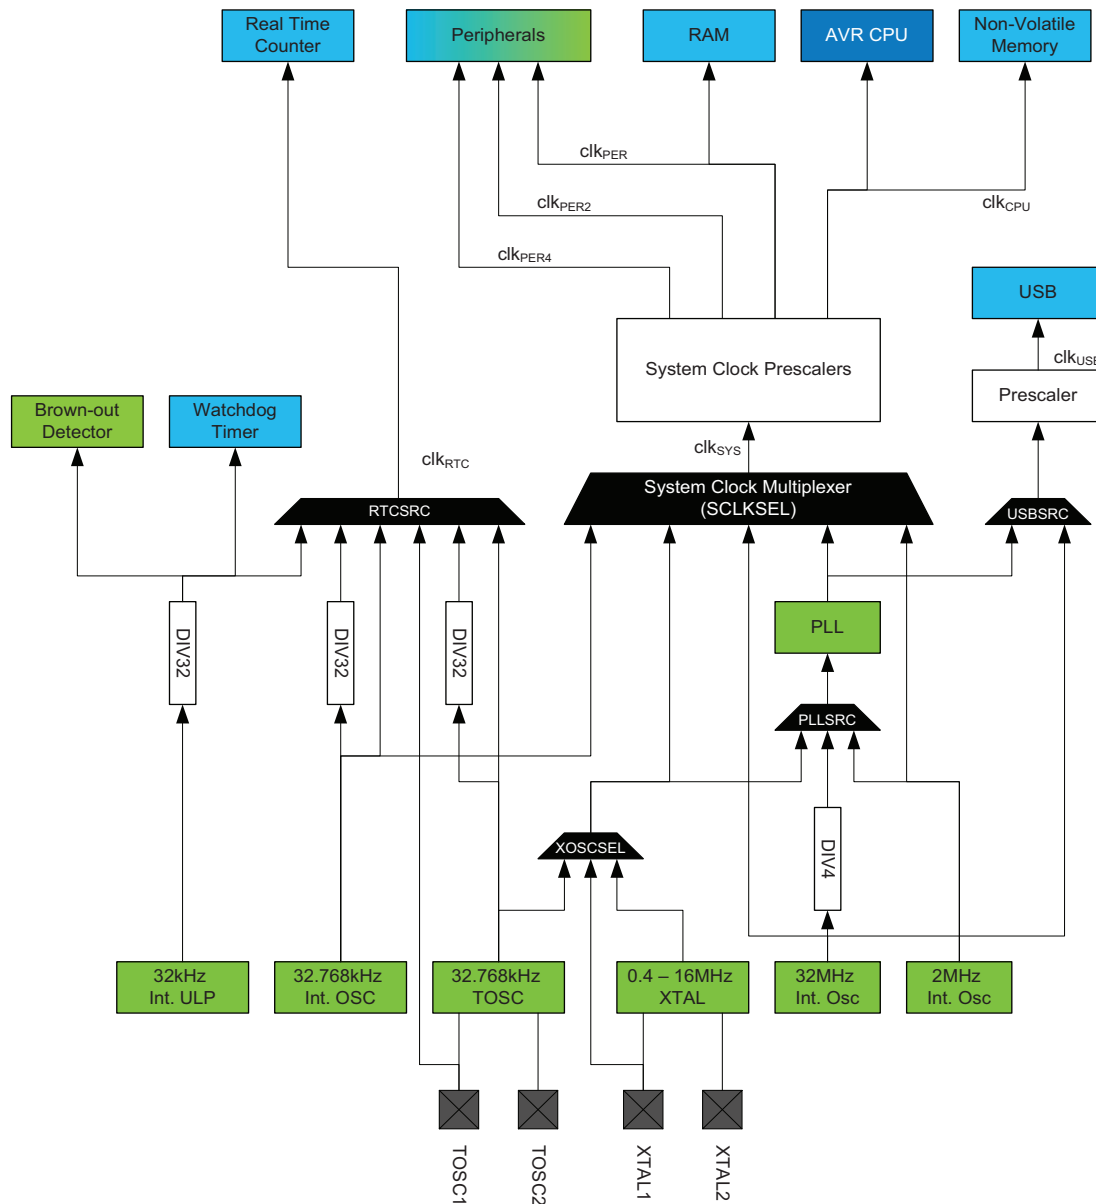 Real Time
Counter
Peripherals
RAM
AVR CPU
Non-Volatile
Memory
clkPER
clkPER2
clkCPU
clkPER4
USB
System Clock Prescalers
clkUSB
Prescaler
Brown-out
Detector
Watchdog
Timer
clkSYS
clkRTC
System Clock Multiplexer
(SCLKSEL)
RTCSRC
USBSRC
DIV32
DIV32
DIV32
PLL
PLLSRC
XOSCSEL
DIV4
32kHz
Int. ULP
32.768kHz
Int. OSC
32.768kHz
TOSC
0.4 – 16MHz
XTAL
32MHz
Int. Osc
2MHz
Int. Osc
TOSC1
TOSC2
XTAL1
XTAL2